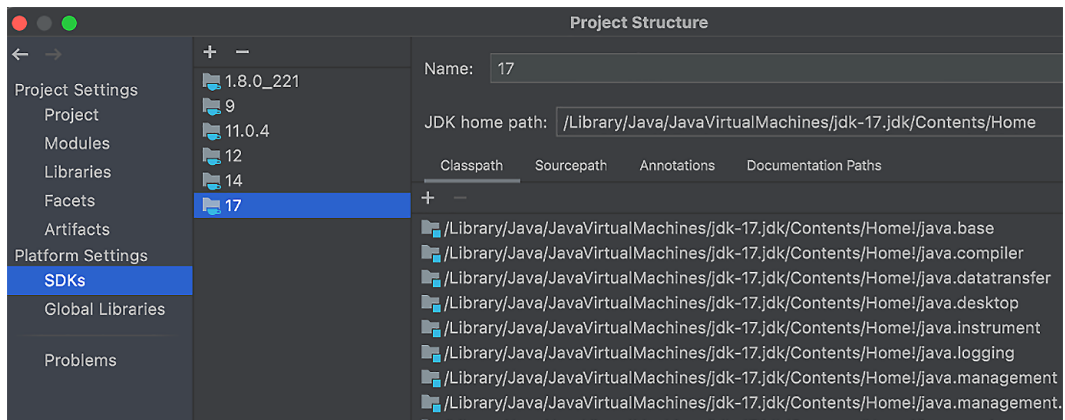 Project Structure
Project Settings
Project
Modules
Libraries
Facets
Artifacts
Platform Settings
SDKs
Global Libraries
Problems
1.8.0_221
9
11.0.4
12
14
17
Name: 17
JDK home path: /Library/Java/JavaVirtualMachines/jdk-17.jdk/Contents/Home
Classpath Sourcepath Annotations Documentation Paths
/Library/Java/JavaVirtualMachines/jdk-17.jdk/Contents/Home!/java.base
/Library/Java/JavaVirtualMachines/jdk-17.jdk/Contents/Home!/java.compiler
/Library/Java/JavaVirtualMachines/jdk-17.jdk/Contents/Home!/java.datatransfer
/Library/Java/JavaVirtualMachines/jdk-17.jdk/Contents/Home!/java.desktop
/Library/Java/JavaVirtualMachines/jdk-17.jdk/Contents/Home!/java.instrument
/Library/Java/JavaVirtualMachines/jdk-17.jdk/Contents/Home!/java.logging
/Library/Java/JavaVirtualMachines/jdk-17.jdk/Contents/Home!/java.management
/Library/Java/JavaVirtualMachines/jdk-17.jdk/Contents/Home!/java.management.